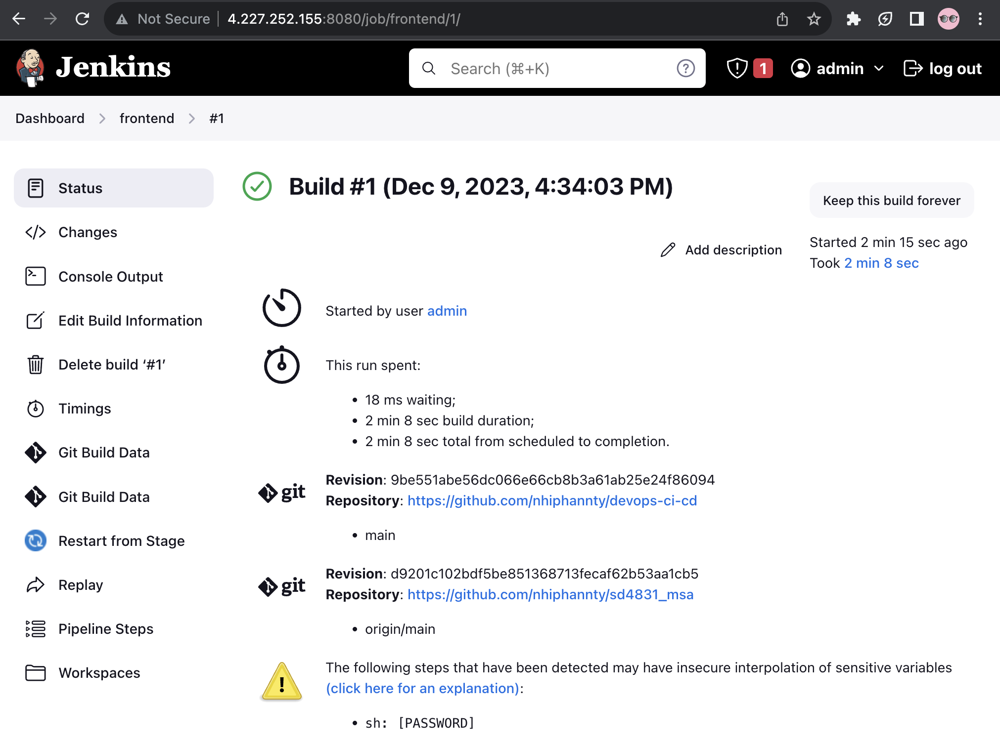 Not Secure 4.227.252.155:8080/job/frontend/1/
Jenkins
Search (⌘+K)
1
admin
log out
Dashboard
frontend
#1
Status
Changes
Console Output
Edit Build Information
Delete build ‘#1’
Timings
Git Build Data
Git Build Data
Restart from Stage
Replay
Pipeline Steps
Workspaces
Build #1 (Dec 9, 2023, 4:34:03 PM)
Keep this build forever
Add description
Started 2 min 15 sec ago
Took 2 min 8 sec
Started by user admin
This run spent:
• 18 ms waiting;
• 2 min 8 sec build duration;
• 2 min 8 sec total from scheduled to completion.
git
Revision: 9be551abe56dc066e66cb8b3a61ab25e24f86094
Repository: https://github.com/nhiphannty/devops-ci-cd
• main
git
Revision: d9201c102bdf5be851368713fecaf62b53aa1cb5
Repository: https://github.com/nhiphannty/sd4831_msa
• origin/main
The following steps that have been detected may have insecure interpolation of sensitive variables
(click here for an explanation):
• sh: [PASSWORD]